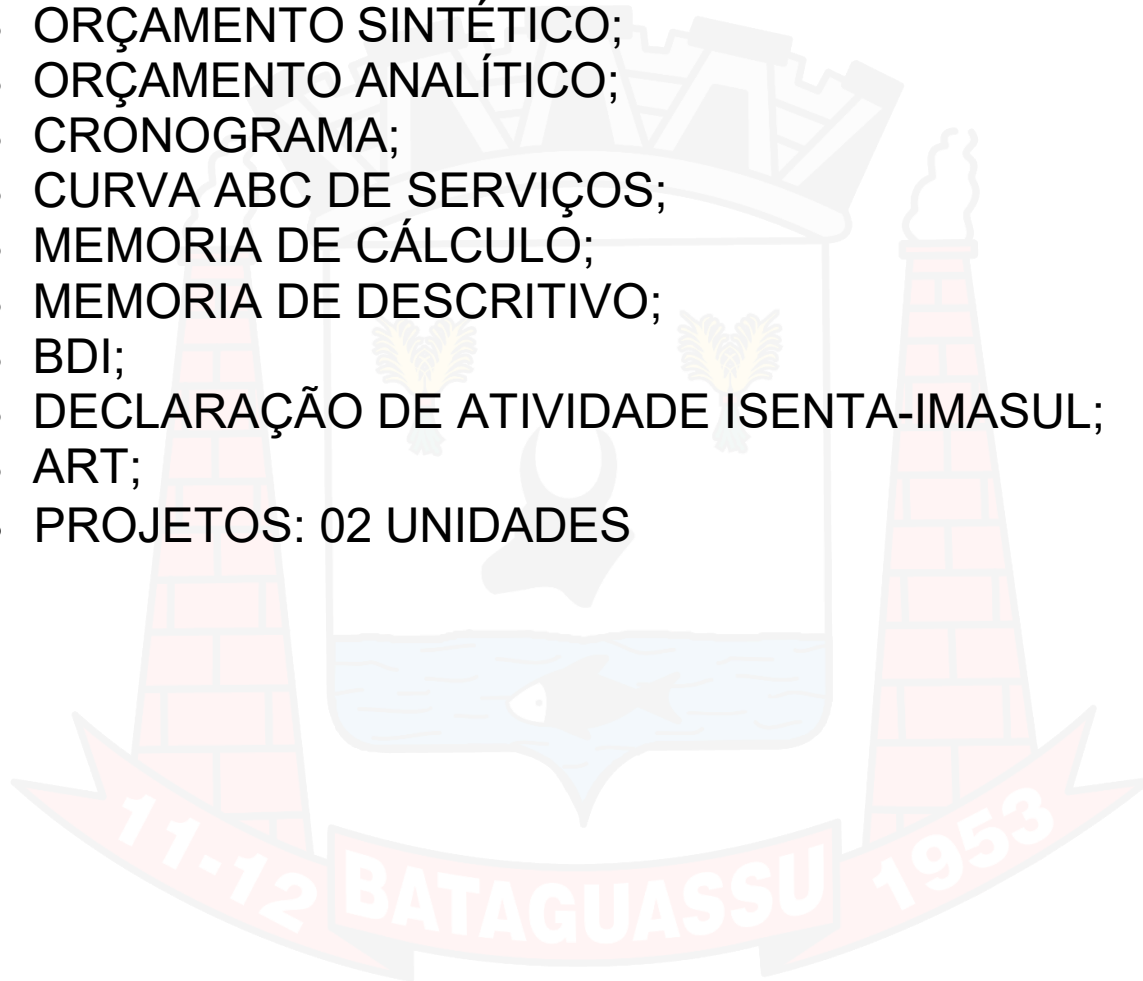 ORÇAMENTO SINTÉTICO;
ORÇAMENTO ANALÍTICO;
CRONOGRAMA;
CURVA ABC DE SERVIÇOS;
MEMORIA DE CÁLCULO;
MEMORIA DE DESCRITIVO;
BDI;
DECLARAÇÃO DE ATIVIDADE ISENTA-IMASUL;
ART;
PROJETOS: 02 UNIDADES
11-12 BATAGUASSU 1953